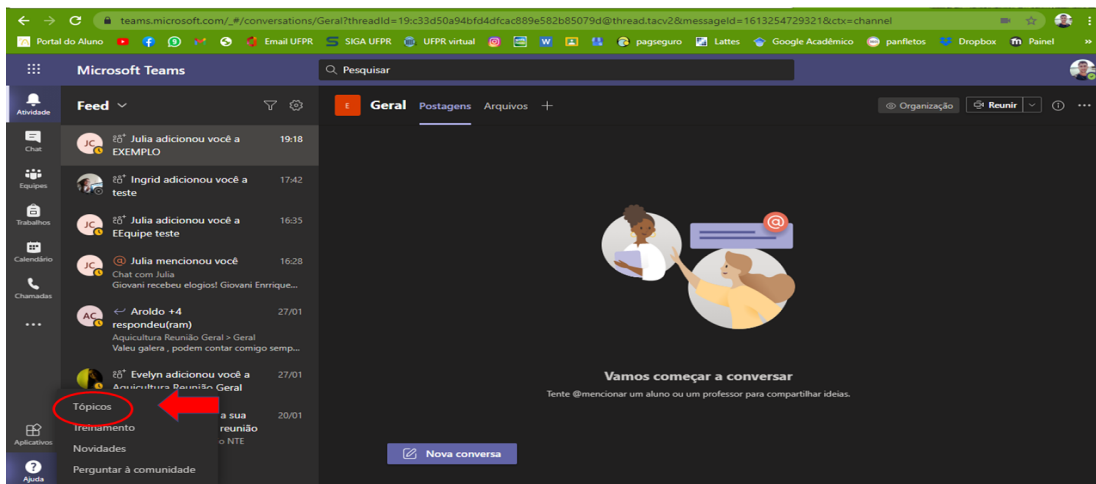 teams.microsoft.com/_#/conversations/Geral?threadId=19:c33d50a94bfd4dfcac889e582b85079d@thread.tacv2&messageId=1613254729321&ctx=channel
Portal do Aluno Email UFPR SIGA UFPR UFPR virtual pagseguro Lattes Google Acadêmico panfletos Dropbox Painel »
Microsoft Teams
Pesquisar
Atividade
Chat
Equipes
Trabalhos
Calendário
Chamadas
Aplicativos
Ajuda
Feed
JC Julia adicionou você a 19:18
EXEMPLO
Ingrid adicionou você a 17:42
teste
JC Julia adicionou você a 16:35
EEquipe teste
JC @ Julia mencionou você 16:28
Chat com Julia
Giovani recebeu elogios! Giovani Enrrique...
AC Aroldo +4 27/01
respondeu(ram)
Aquicultura Reunião Geral > Geral
Valeu galera , podem contar comigo semp...
Evelyn adicionou você a 27/01
Aquicultura Reunião Geral
a sua 20/01
reunião
o NTE
Tópicos
Treinamento
Novidades
Perguntar à comunidade
E Geral Postagens Arquivos +
Organização Reunir
@
Vamos começar a conversar
Tente @mencionar um aluno ou um professor para compartilhar ideias.
Nova conversa